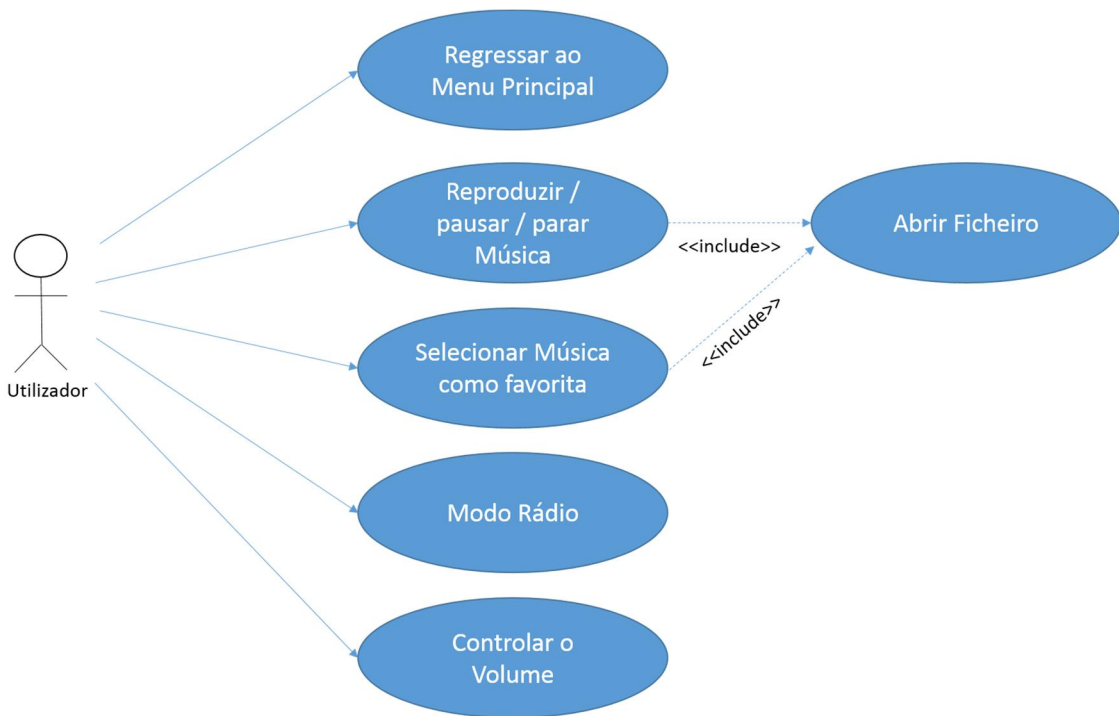 Regressar ao
Menu Principal
Reproduzir /
pausar / parar
Música
<<include>>
Abrir Ficheiro
Selecionar Música
como favorita
<<include>>
Utilizador
Modo Rádio
Controlar o
Volume